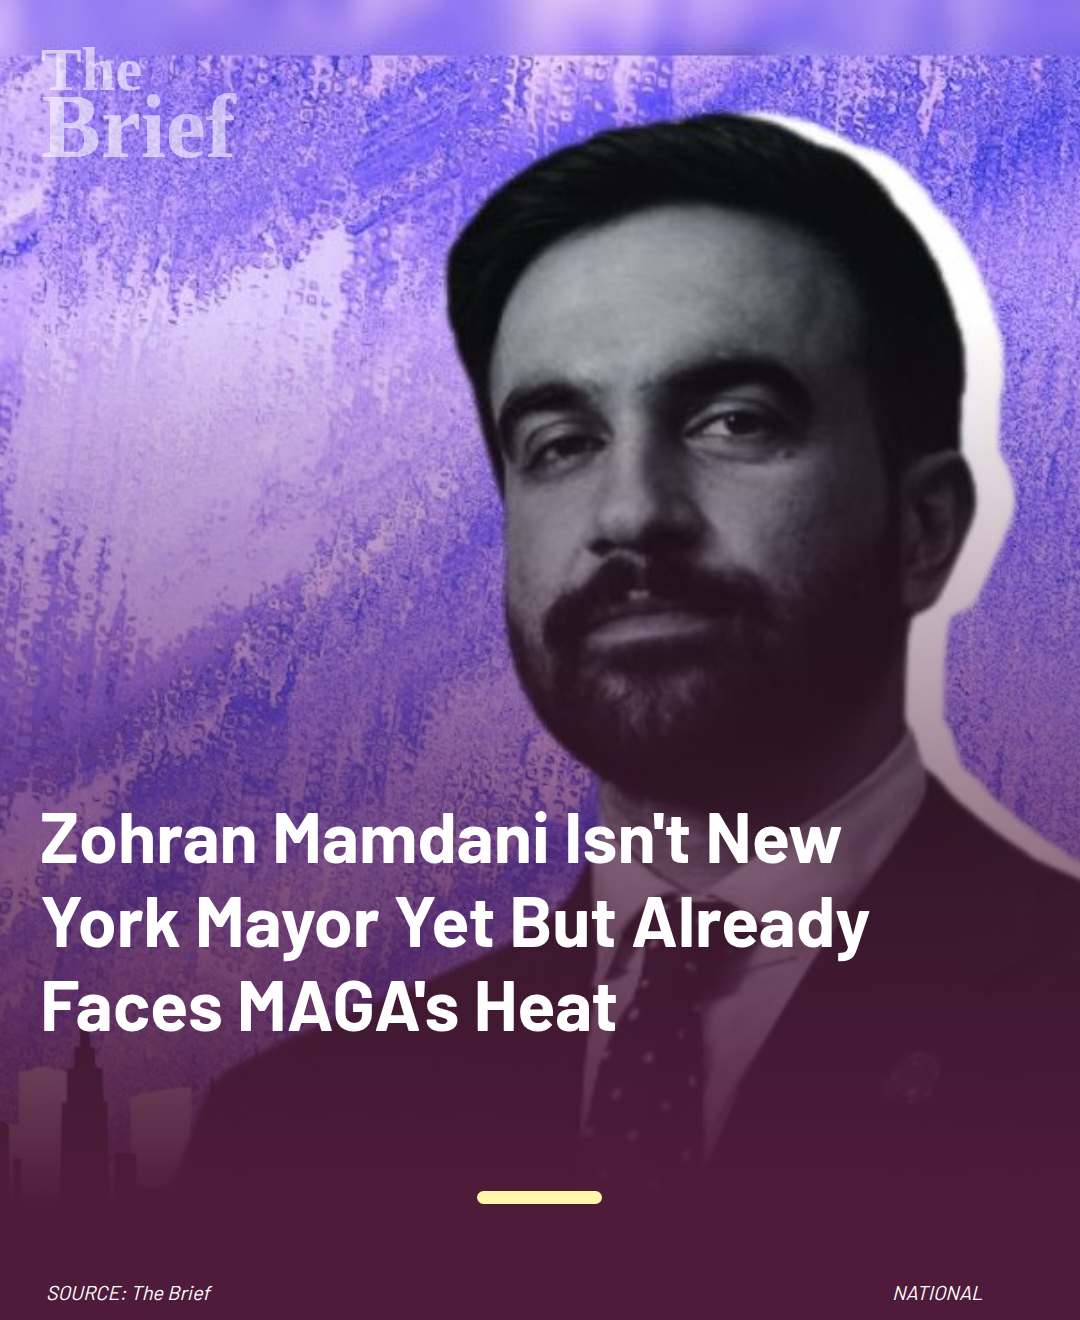 The
Brief
Zohran Mamdani Isn't New
York Mayor Yet But Already
Faces MAGA's Heat
SOURCE: The Brief
NATIONAL